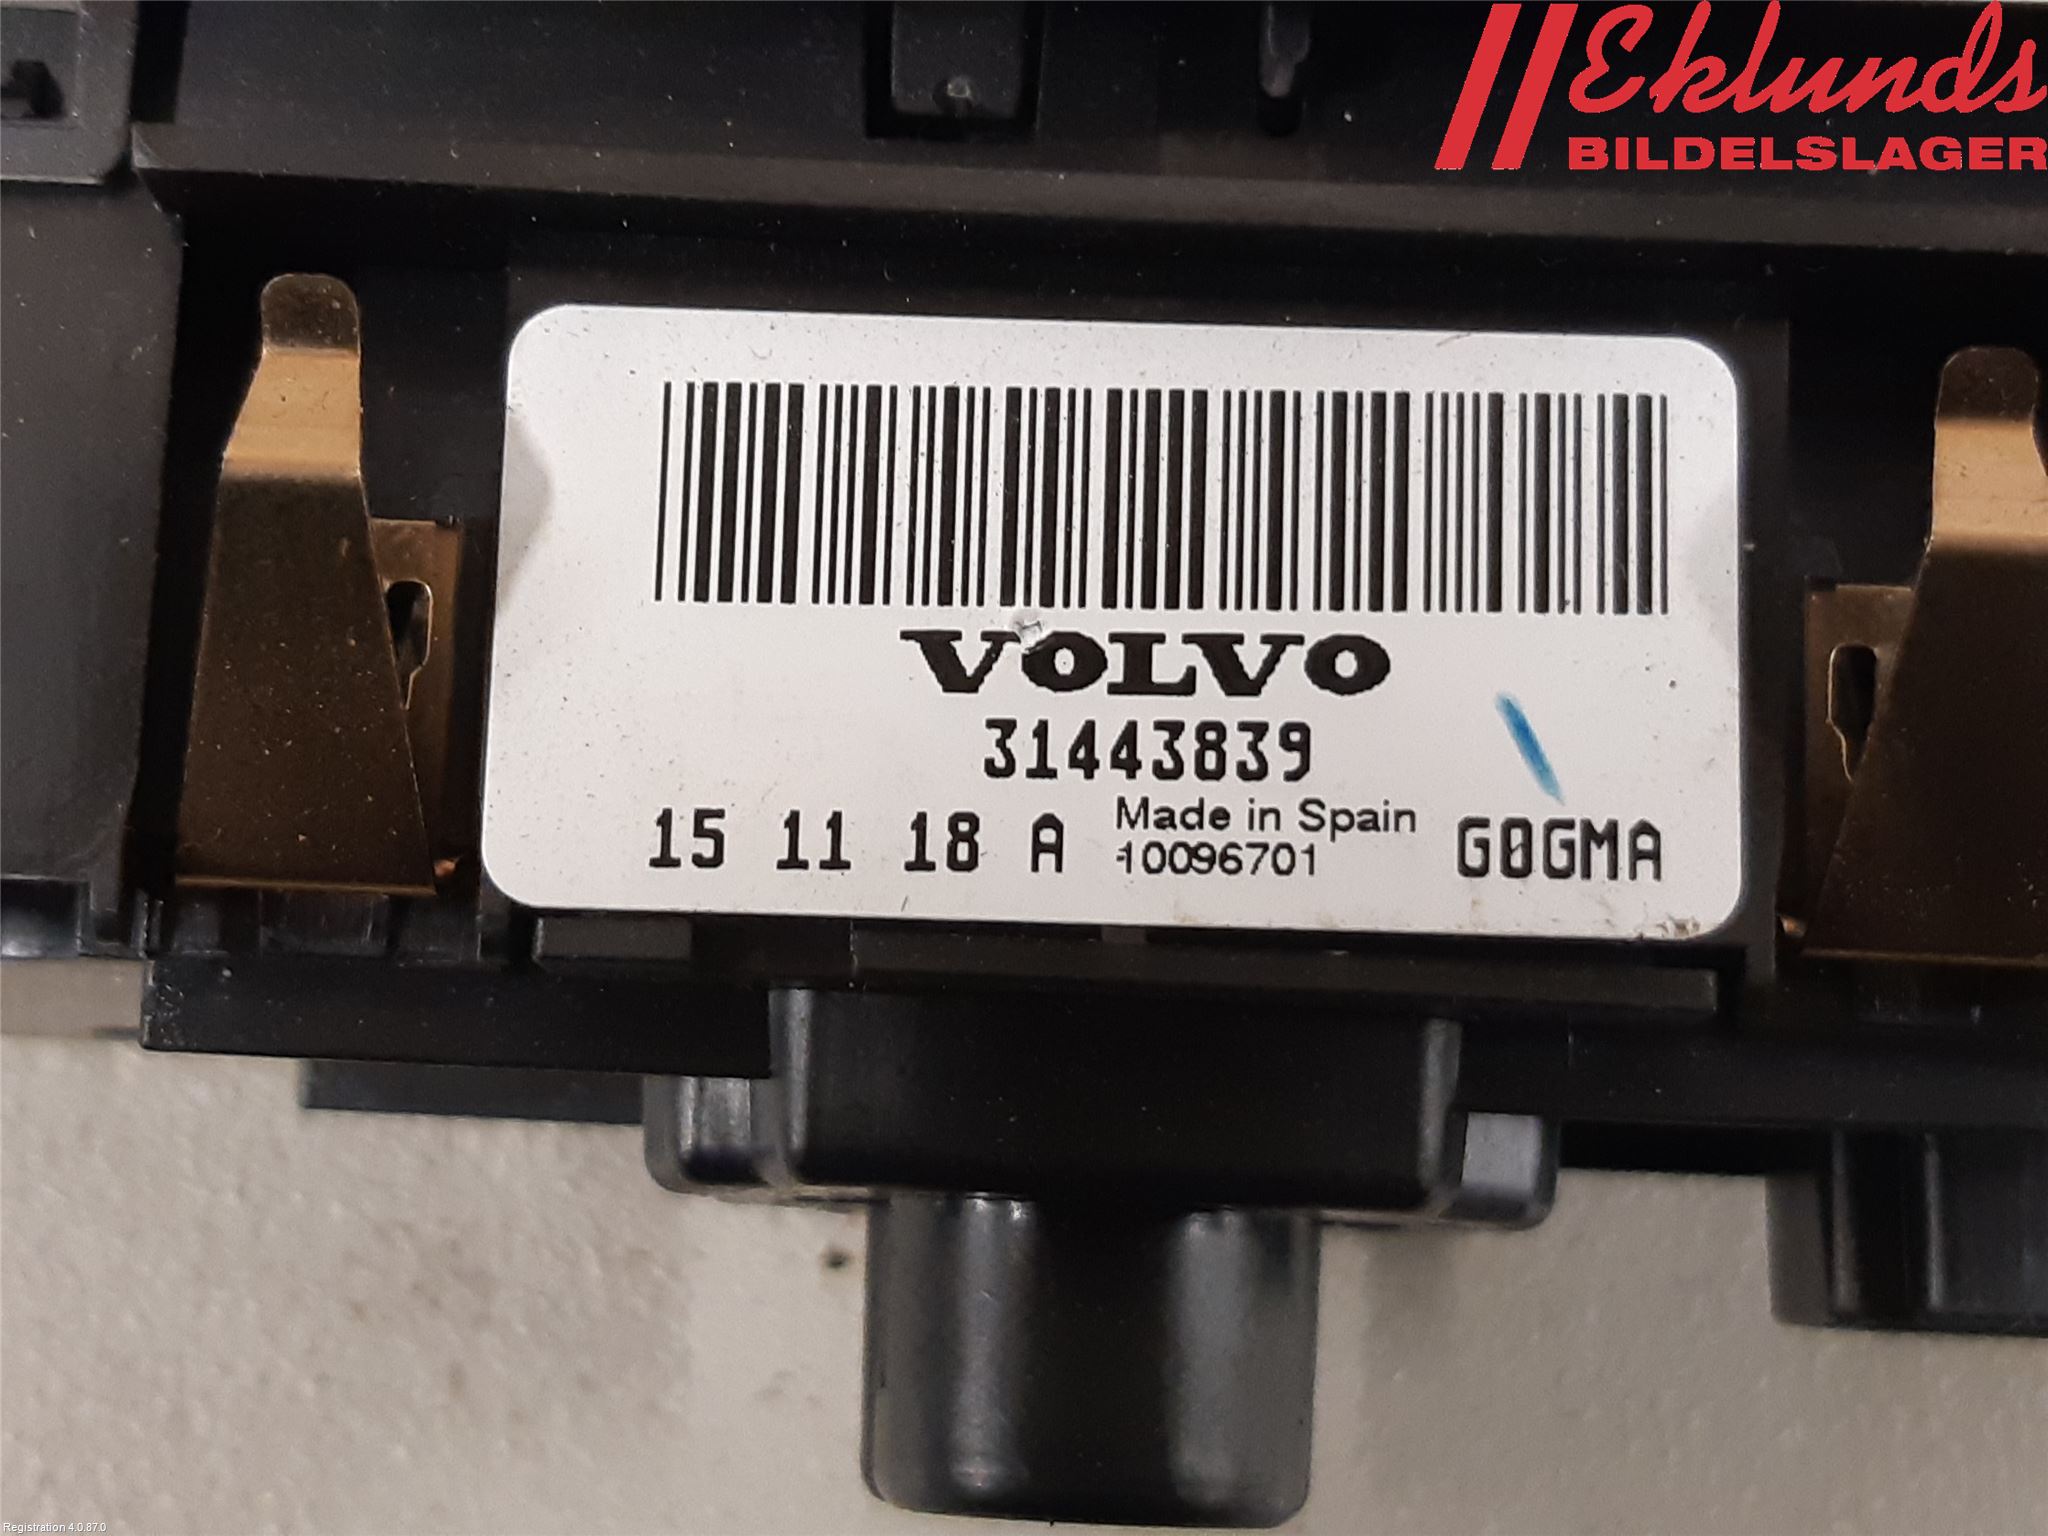 Eklunds
BILDELSLAGER
VOLVO
31443839
15 11 18 A Made in Spain G0GMA
10096701
Registration 4.0.87.0